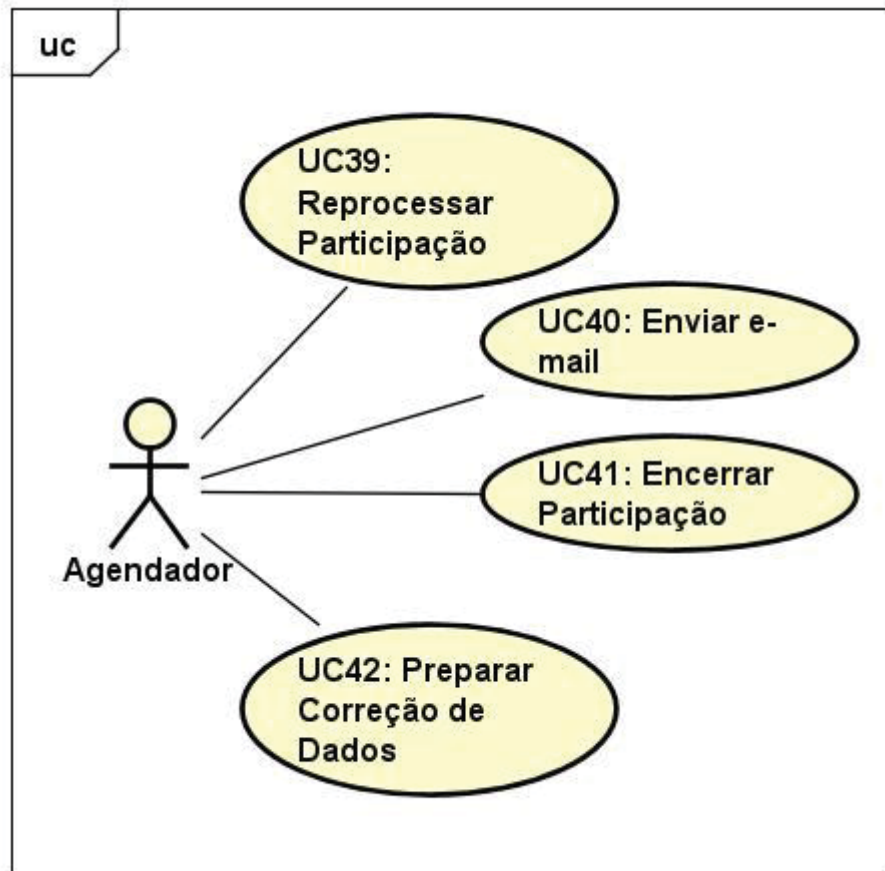 uc
UC39:
Reprocessar
Participação
UC40: Enviar e-
mail
UC41: Encerrar
Participação
Agendador
UC42: Preparar
Correção de
Dados